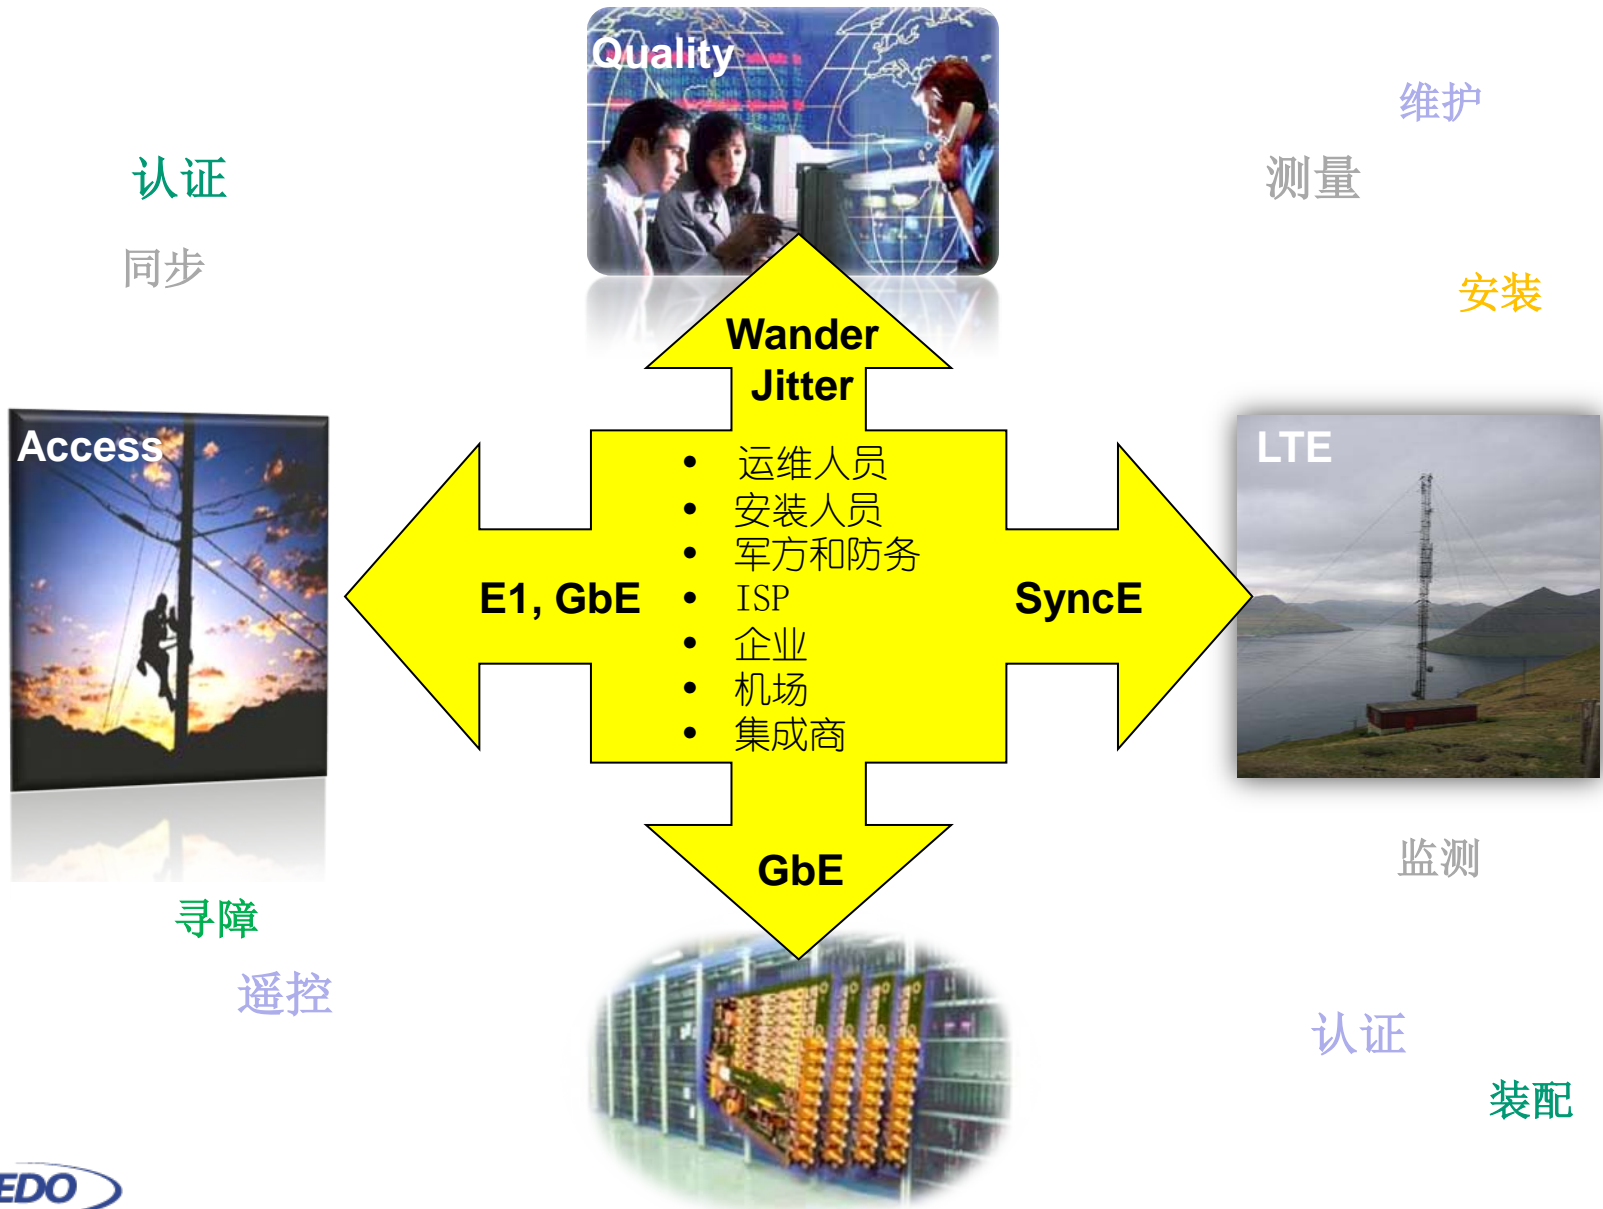 Quality
维护
测量
认证
同步
安装
Wander
Jitter
Access
LTE
• 运维人员
• 安装人员
• 军方和防务
• ISP
• 企业
• 机场
• 集成商
E1, GbE
SyncE
GbE
监测
寻障
遥控
认证
装配
EDO